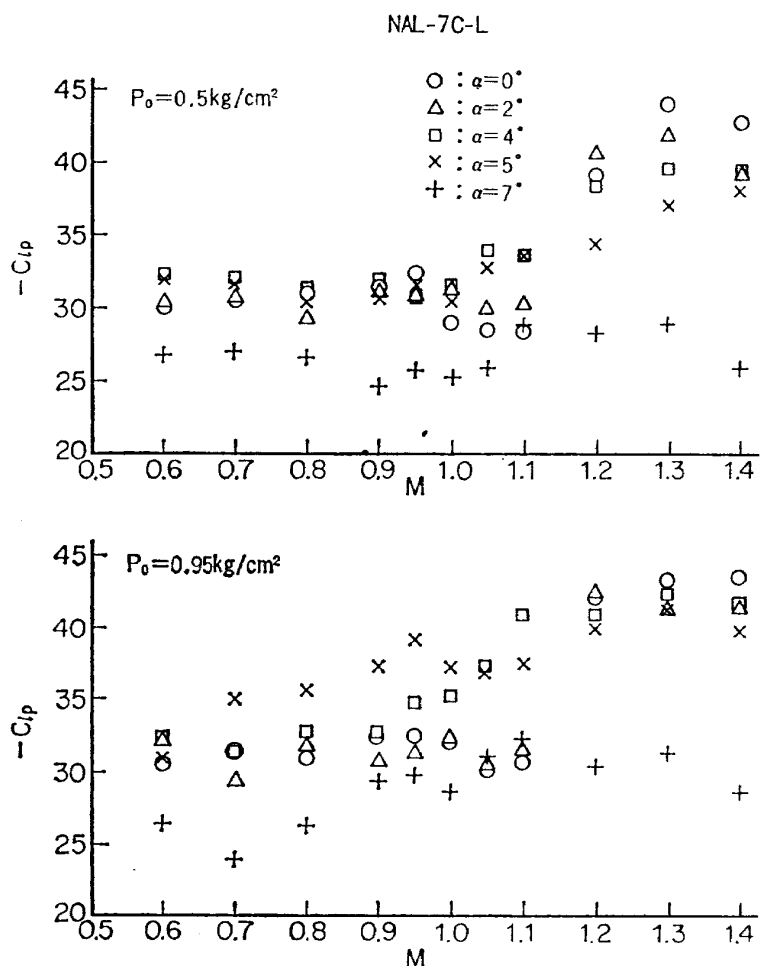 NAL-7C-L
P₀=0.5kg/cm²
○ : α=0°
△ : α=2°
□ : α=4°
× : α=5°
+ : α=7°
−C_lp
45
40
35
30
25
20
0.5 0.6 0.7 0.8 0.9 1.0 1.1 1.2 1.3 1.4
M
P₀=0.95kg/cm²
−C_lp
45
40
35
30
25
20
0.5 0.6 0.7 0.8 0.9 1.0 1.1 1.2 1.3 1.4
M